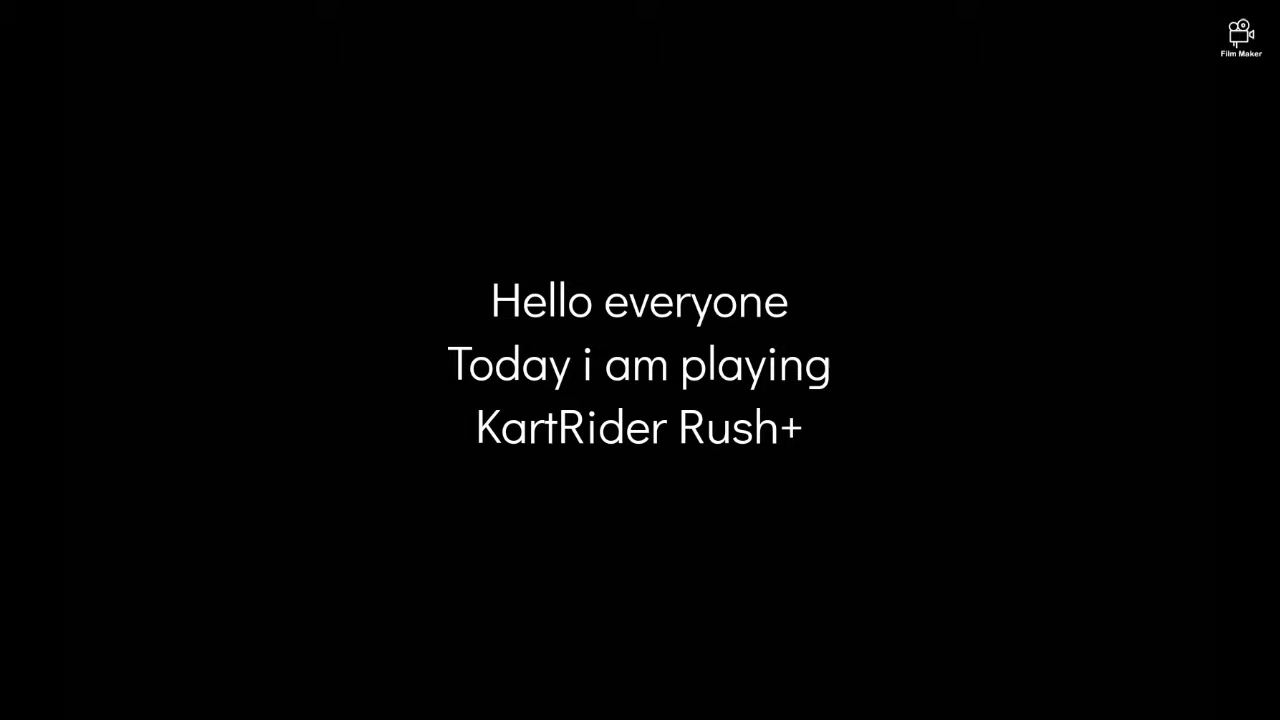 Film Maker
Hello everyone
Today i am playing
KartRider Rush+